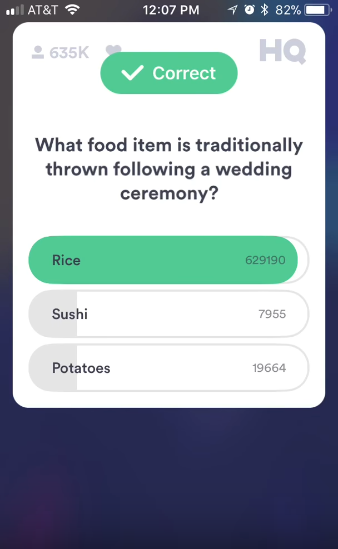 AT&T 12:07 PM 82%
635K HQ
Correct
What food item is traditionally
thrown following a wedding
ceremony?
Rice 629190
Sushi 7955
Potatoes 19664